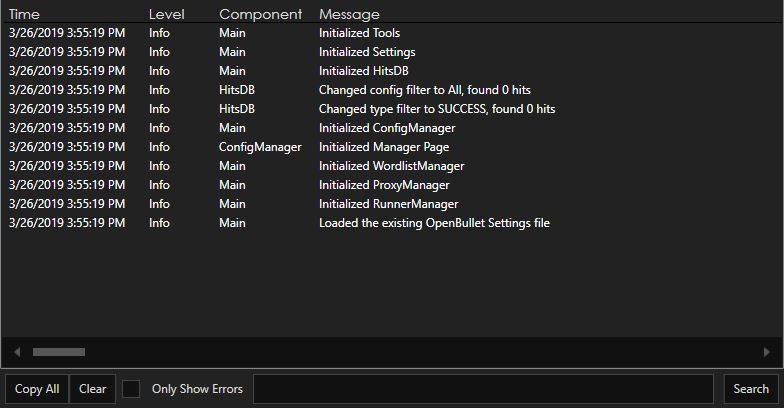 Time Level Component Message
3/26/2019 3:55:19 PM Info Main Initialized Tools
3/26/2019 3:55:19 PM Info Main Initialized Settings
3/26/2019 3:55:19 PM Info Main Initialized HitsDB
3/26/2019 3:55:19 PM Info HitsDB Changed config filter to All, found 0 hits
3/26/2019 3:55:19 PM Info HitsDB Changed type filter to SUCCESS, found 0 hits
3/26/2019 3:55:19 PM Info Main Initialized ConfigManager
3/26/2019 3:55:19 PM Info ConfigManager Initialized Manager Page
3/26/2019 3:55:19 PM Info Main Initialized WordlistManager
3/26/2019 3:55:19 PM Info Main Initialized ProxyManager
3/26/2019 3:55:19 PM Info Main Initialized RunnerManager
3/26/2019 3:55:19 PM Info Main Loaded the existing OpenBullet Settings file
Copy All Clear Only Show Errors Search